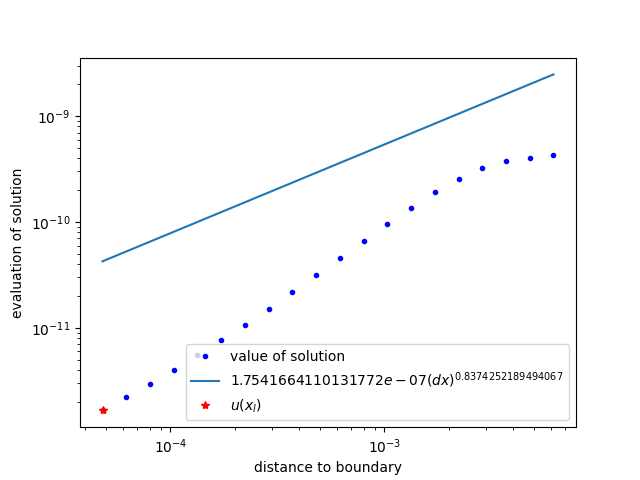 10⁻⁹
10⁻¹⁰
10⁻¹¹
evaluation of solution
value of solution
1.7541664110131772e − 07(dx)^0.8374252189494067
u(x_l)
10⁻⁴ 10⁻³
distance to boundary